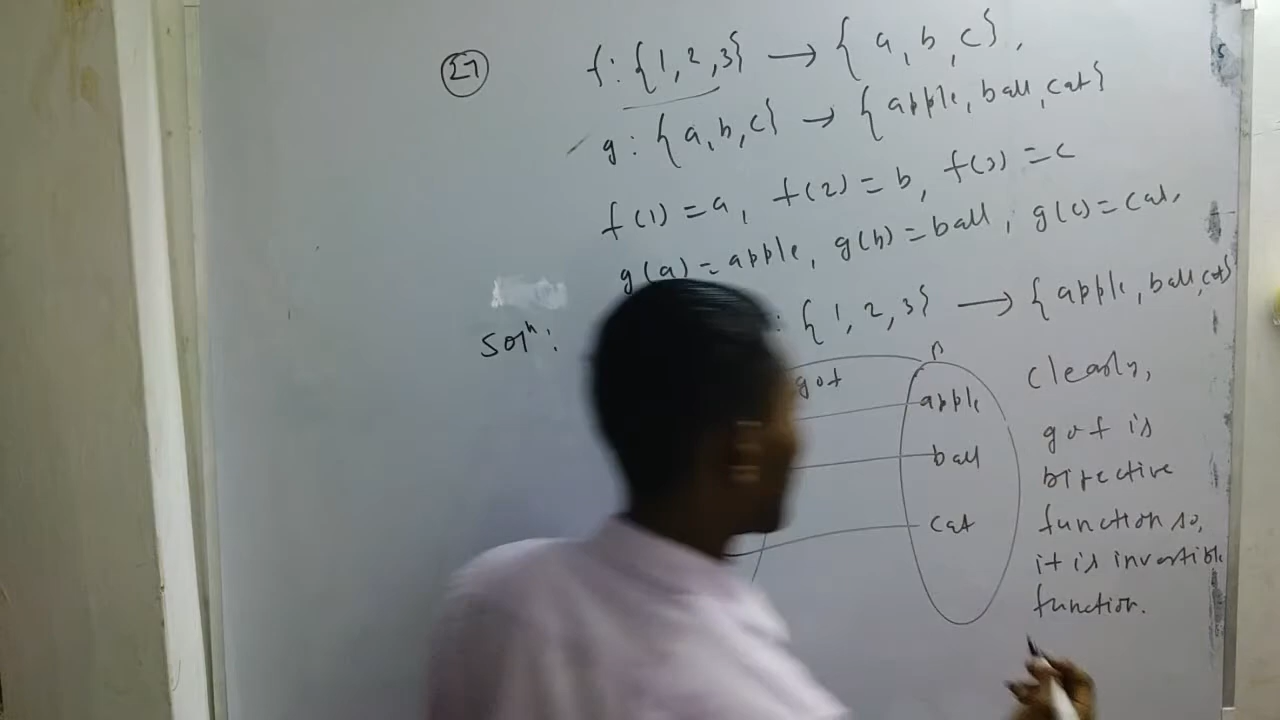 27
f : {1, 2, 3} → {a, b, c},
g : {a, b, c} → {apple, ball, cat}
f(1) = a, f(2) = b, f(3) = c
g(a) = apple, g(b) = ball, g(c) = cat,
Solⁿ: : {1, 2, 3} → {apple, ball, cat}
gof
apple
ball
cat
clearly,
gof is
bijective
function so,
it is invertible
function.